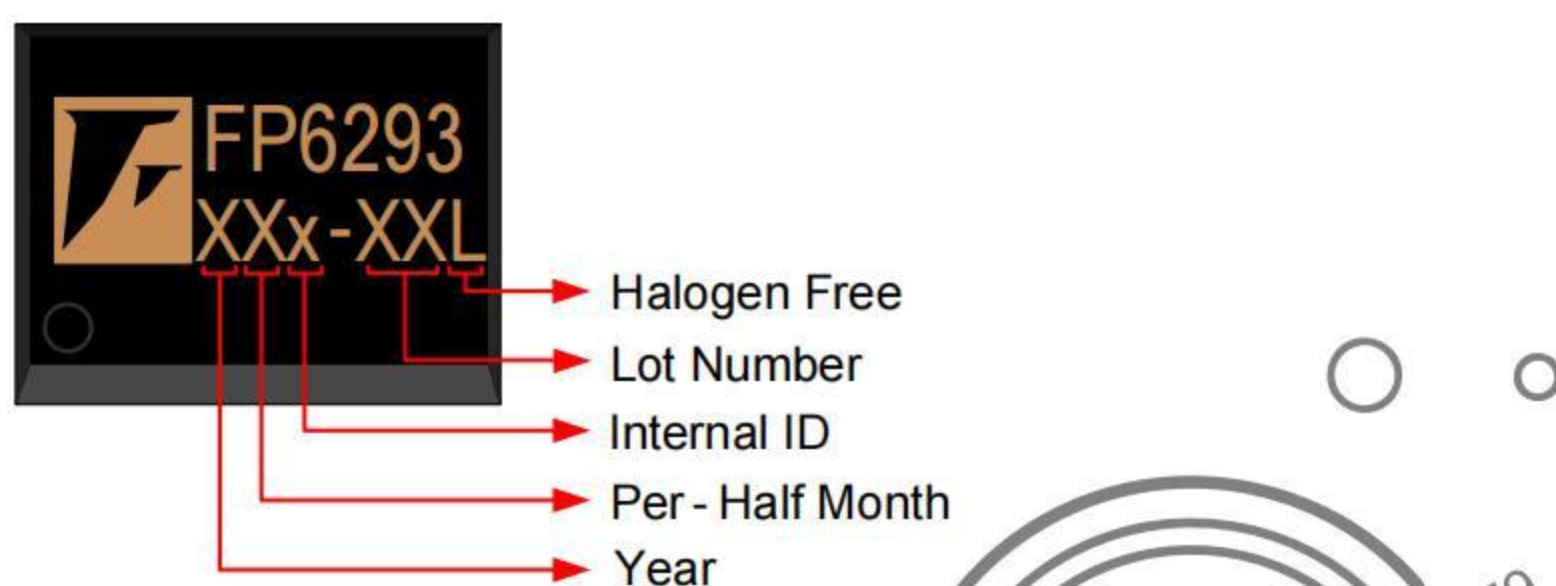 FP6293
XXx-XXL
Halogen Free
Lot Number
Internal ID
Per-Half Month
Year